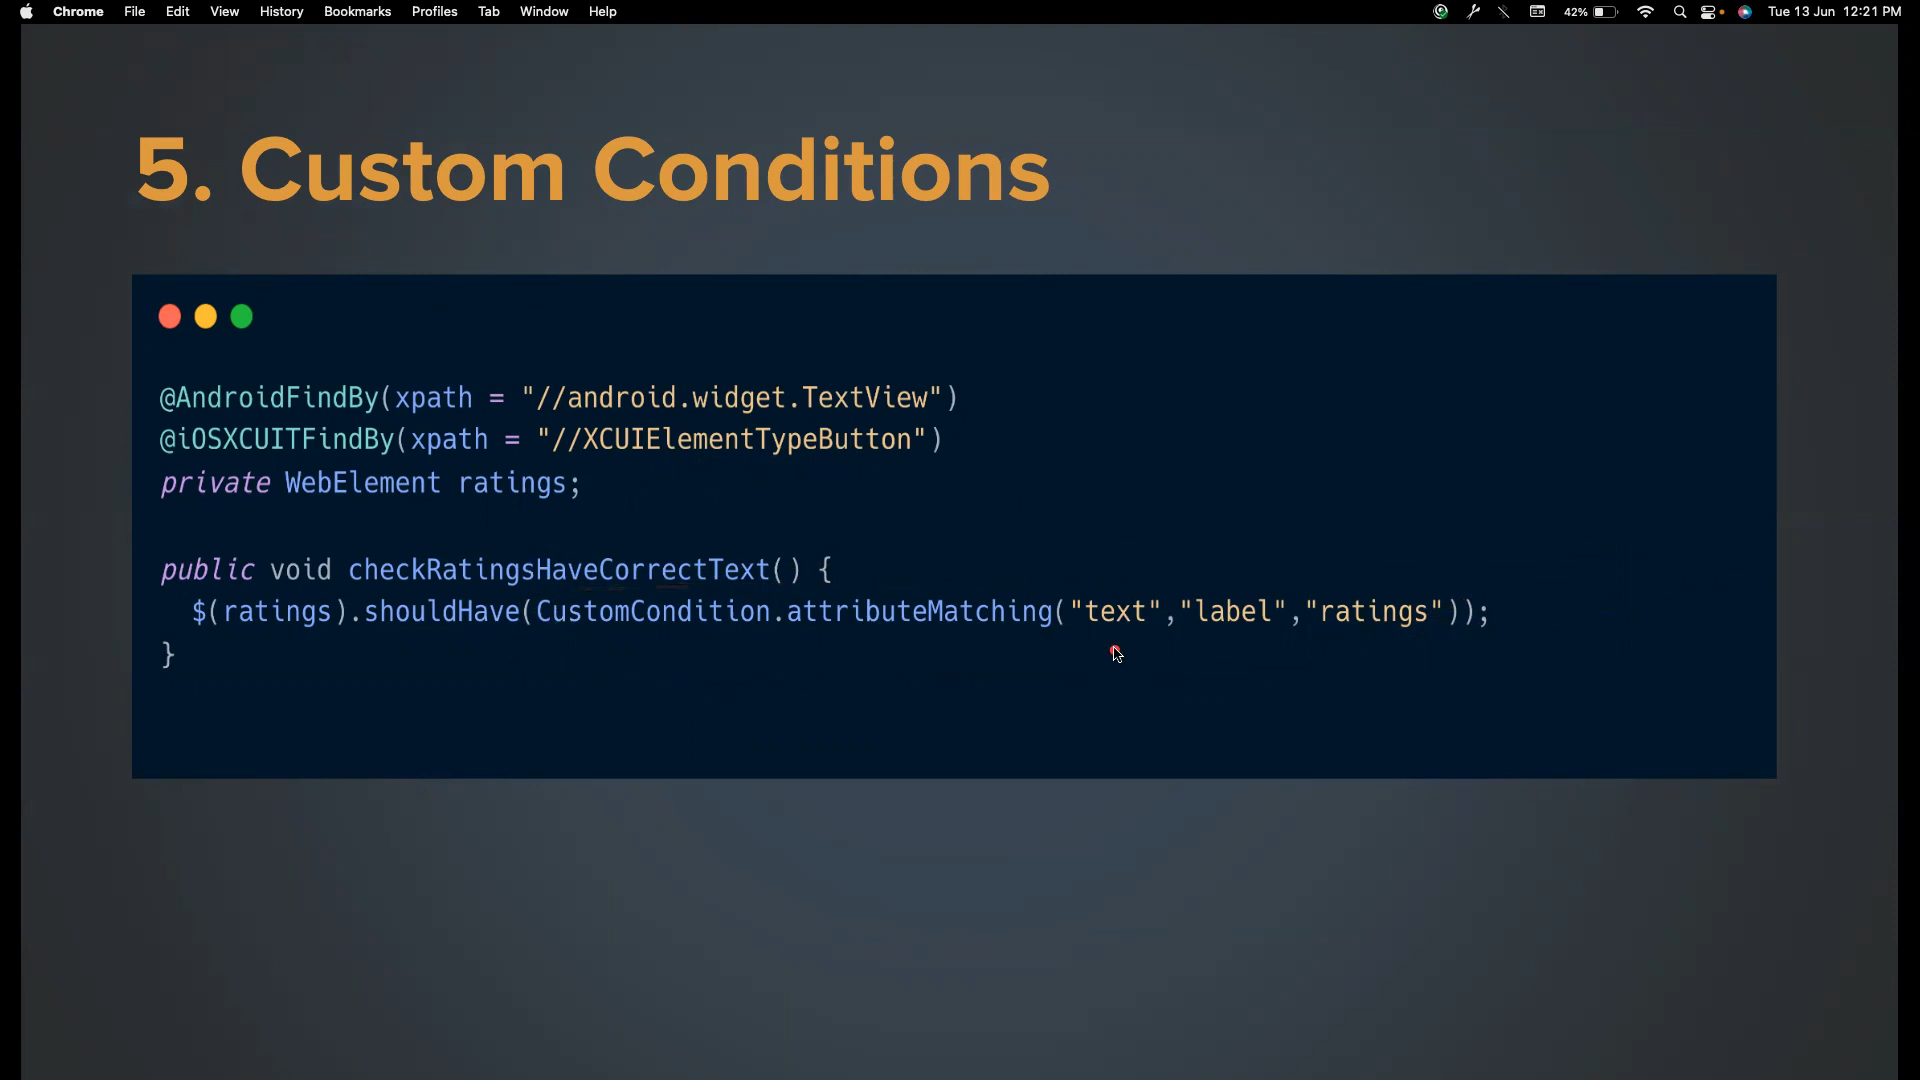 Chrome File Edit View History Bookmarks Profiles Tab Window Help 42% Tue 13 Jun 12:21 PM
5. Custom Conditions
@AndroidFindBy(xpath = "//android.widget.TextView")
@iOSXCUITFindBy(xpath = "//XCUIElementTypeButton")
private WebElement ratings;
public void checkRatingsHaveCorrectText() {
$(ratings).shouldHave(CustomCondition.attributeMatching("text","label","ratings"));
}